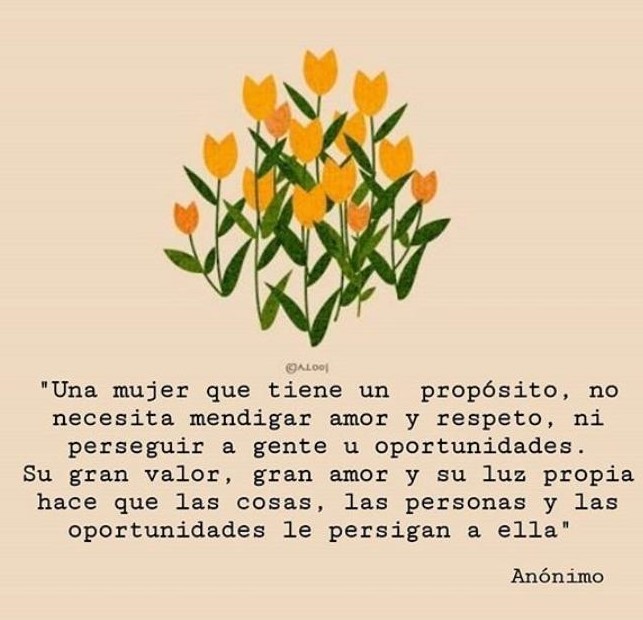 ©A.Looj
"Una mujer que tiene un propósito, no
necesita mendigar amor y respeto, ni
perseguir a gente u oportunidades.
Su gran valor, gran amor y su luz propia
hace que las cosas, las personas y las
oportunidades le persigan a ella"
Anónimo